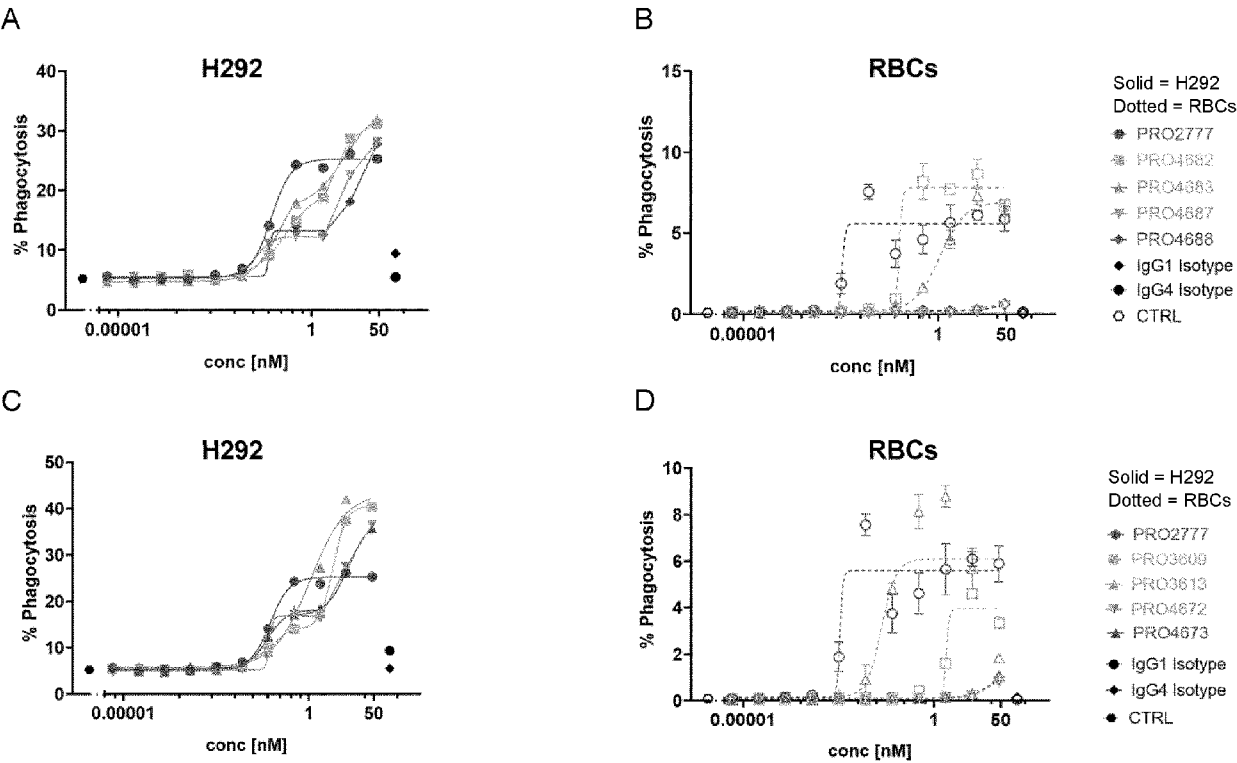 A
H292
% Phagocytosis
40
30
20
10
0
0.00001
1
50
conc [nM]
B
RBCs
% Phagocytosis
15
10
5
0
0.00001
1
50
conc [nM]
Solid = H292
Dotted = RBCs
PRO2777
PRO4682
PRO4683
PRO4687
PRO4688
IgG1 Isotype
IgG4 Isotype
CTRL
C
H292
% Phagocytosis
50
40
30
20
10
0
0.00001
1
50
conc [nM]
D
RBCs
% Phagocytosis
10
8
6
4
2
0
0.00001
1
50
conc [nM]
Solid = H292
Dotted = RBCs
PRO2777
PRO3609
PRO3613
PRO4672
PRO4673
IgG1 Isotype
IgG4 Isotype
CTRL